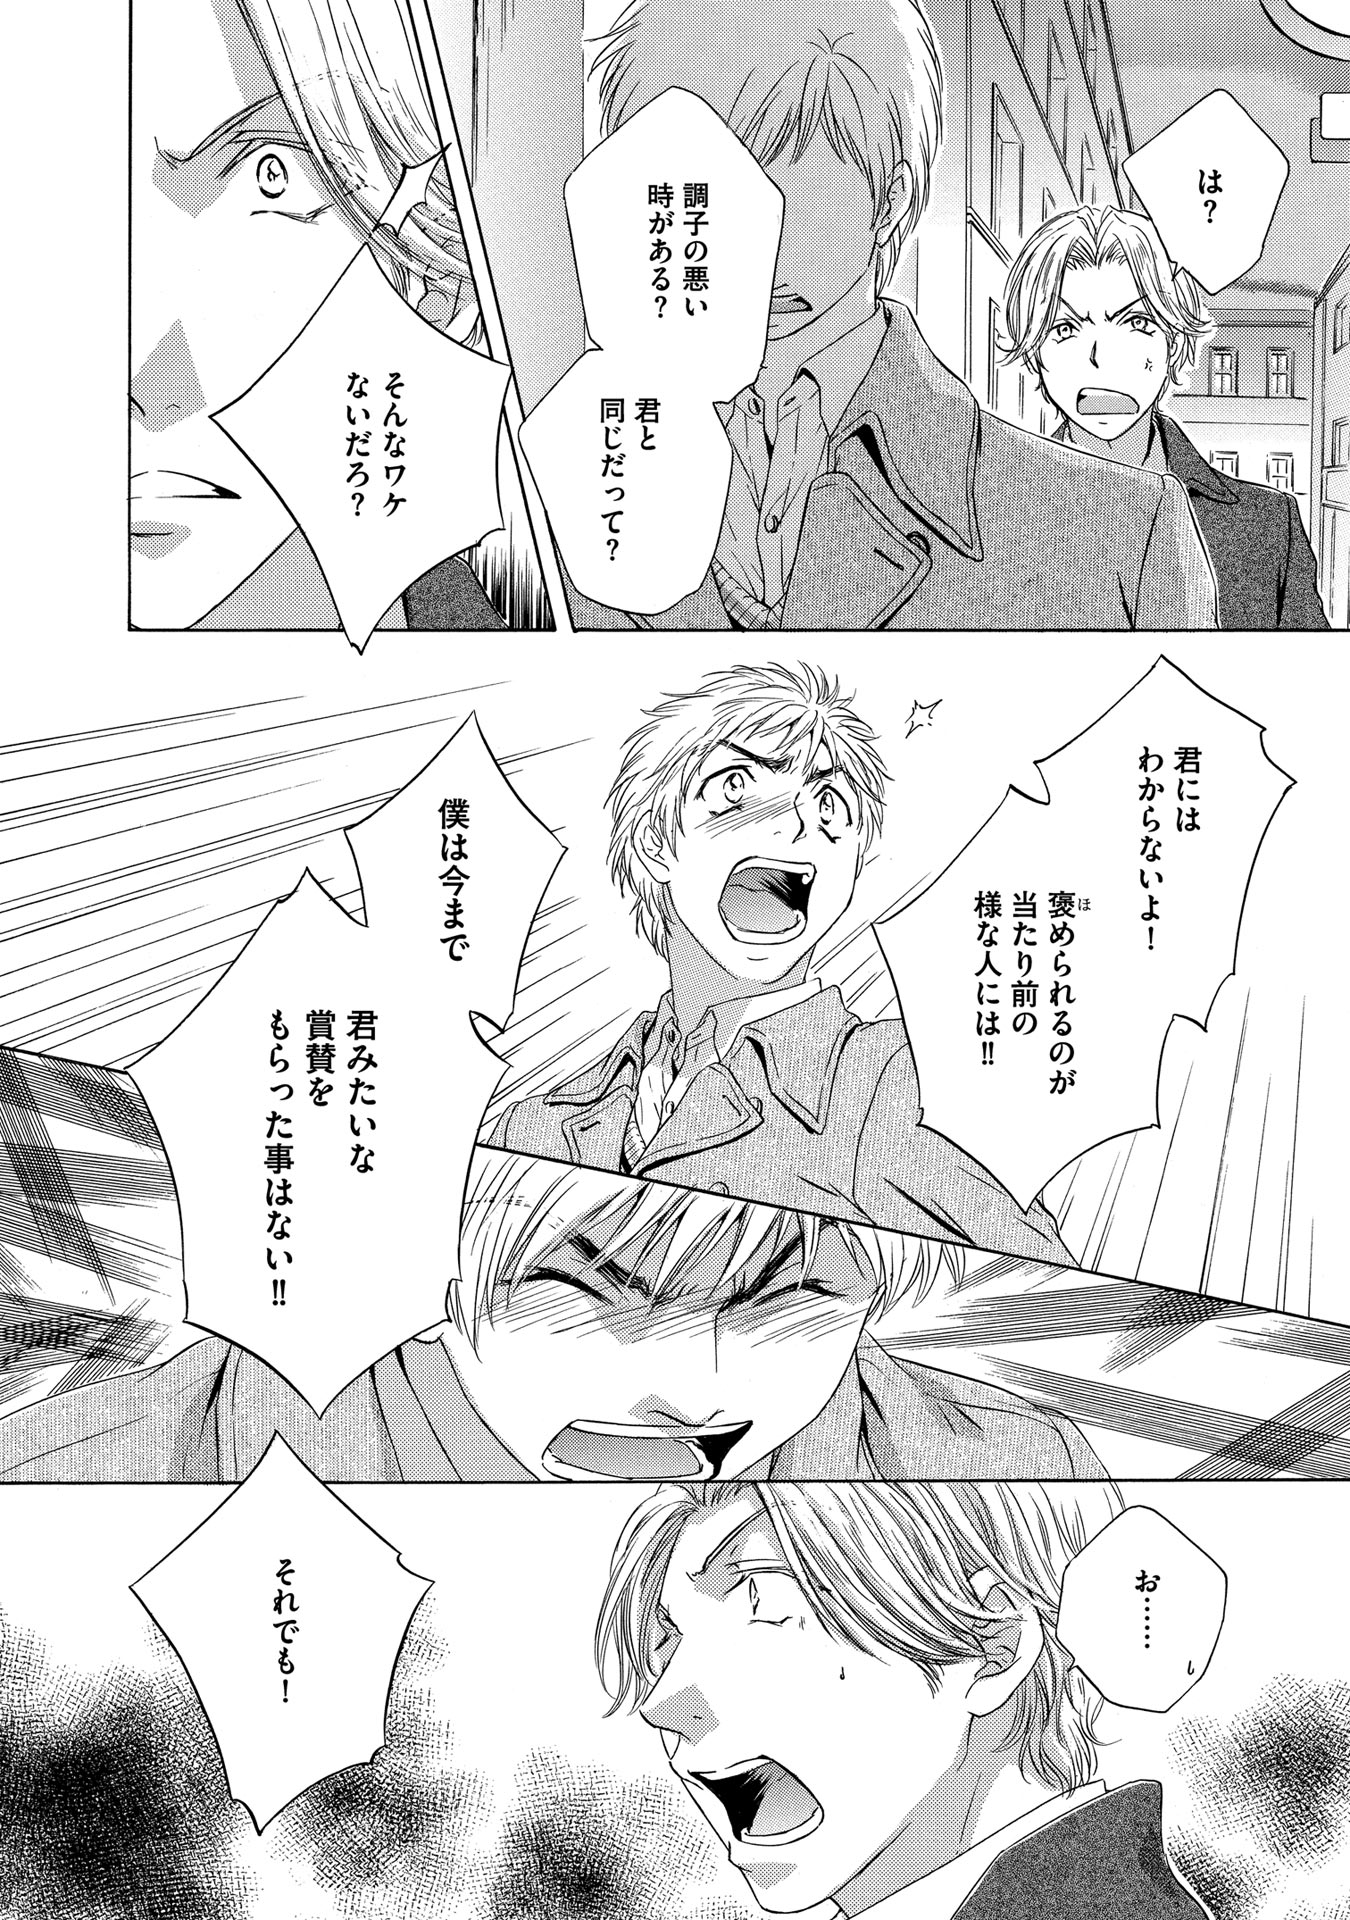 は?
調子の悪い
時がある?
君と
同じだって?
そんなワケ
ないだろ?
君には
わからないよ!
褒められるのが
ほ
当たり前の
様な人には!!
僕は今まで
君みたいな
賞賛を
もらった事はない!!
お……
それでも!